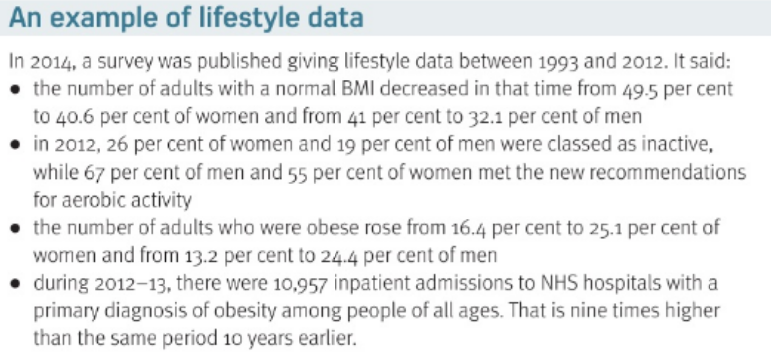 An example of lifestyle data
In 2014, a survey was published giving lifestyle data between 1993 and 2012. It said:
• the number of adults with a normal BMI decreased in that time from 49.5 per cent
to 40.6 per cent of women and from 41 per cent to 32.1 per cent of men
• in 2012, 26 per cent of women and 19 per cent of men were classed as inactive,
while 67 per cent of men and 55 per cent of women met the new recommendations
for aerobic activity
• the number of adults who were obese rose from 16.4 per cent to 25.1 per cent of
women and from 13.2 per cent to 24.4 per cent of men
• during 2012–13, there were 10,957 inpatient admissions to NHS hospitals with a
primary diagnosis of obesity among people of all ages. That is nine times higher
than the same period 10 years earlier.